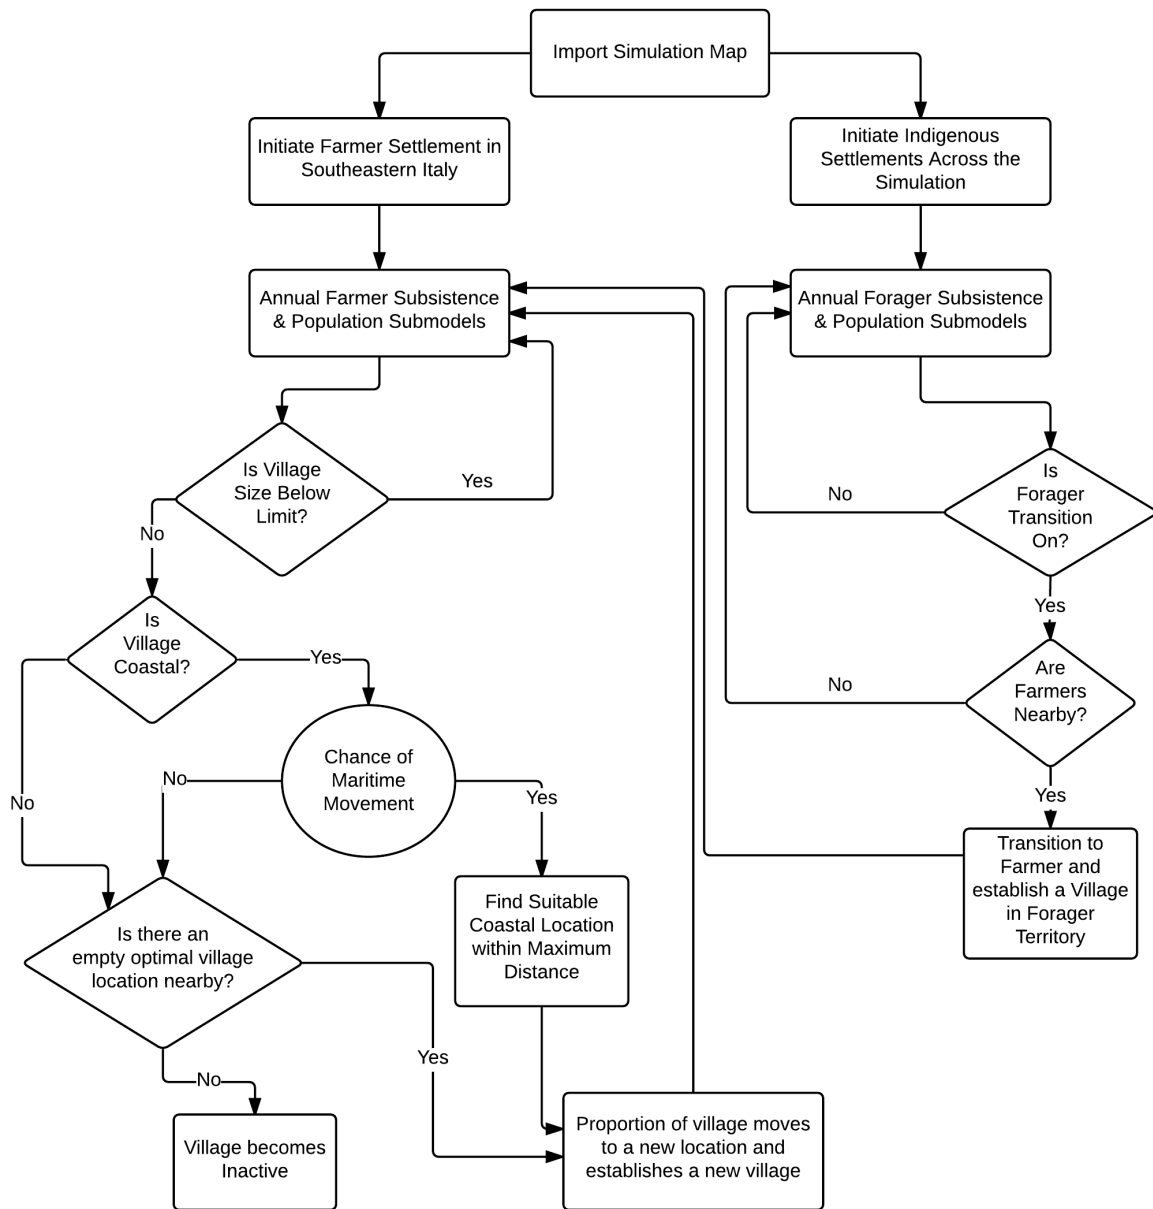 Import Simulation Map
Initiate Farmer Settlement in
Southeastern Italy
Initiate Indigenous
Settlements Across the
Simulation
Annual Farmer Subsistence
& Population Submodels
Annual Forager Subsistence
& Population Submodels
Is Village
Size Below
Limit?
Yes
No
Is
Forager
Transition
On?
No
Yes
Is
Village
Coastal?
Yes
No
Are
Farmers
Nearby?
No
Yes
Chance of
Maritime
Movement
No
Yes
Transition to
Farmer and
establish a Village
in Forager
Territory
Find Suitable
Coastal Location
within Maximum
Distance
Is there an
empty optimal village
location nearby?
Yes
No
Village becomes
Inactive
Proportion of village moves
to a new location and
establishes a new village